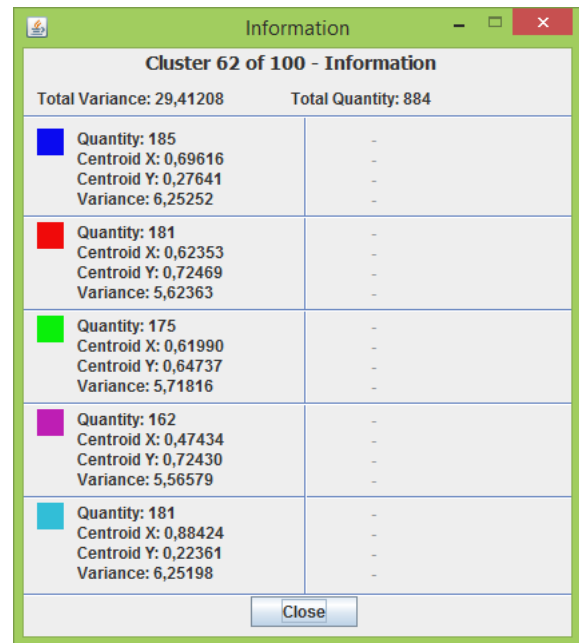 Information
Cluster 62 of 100 - Information
Total Variance: 29,41208 Total Quantity: 884
Quantity: 185 -
Centroid X: 0,69616 -
Centroid Y: 0,27641 -
Variance: 6,25252 -
Quantity: 181 -
Centroid X: 0,62353 -
Centroid Y: 0,72469 -
Variance: 5,62363 -
Quantity: 175 -
Centroid X: 0,61990 -
Centroid Y: 0,64737 -
Variance: 5,71816 -
Quantity: 162 -
Centroid X: 0,47434 -
Centroid Y: 0,72430 -
Variance: 5,56579 -
Quantity: 181 -
Centroid X: 0,88424 -
Centroid Y: 0,22361 -
Variance: 6,25198 -
Close